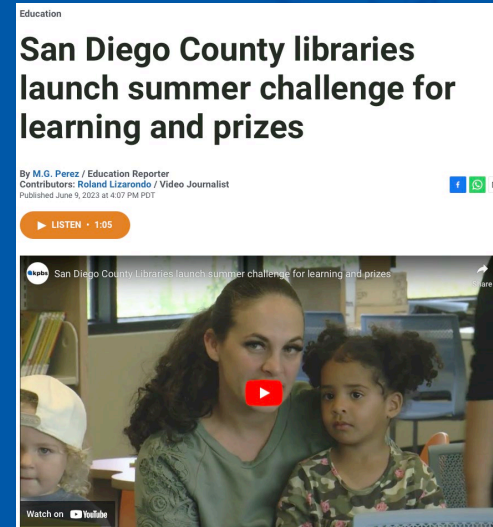 Education
San Diego County libraries
launch summer challenge for
learning and prizes
By M.G. Perez / Education Reporter
Contributors: Roland Lizarondo / Video Journalist
Published June 9, 2023 at 4:07 PM PDT
f
LISTEN • 1:05
kpbs San Diego County Libraries launch summer challenge for learning and prizes
Watch on YouTube